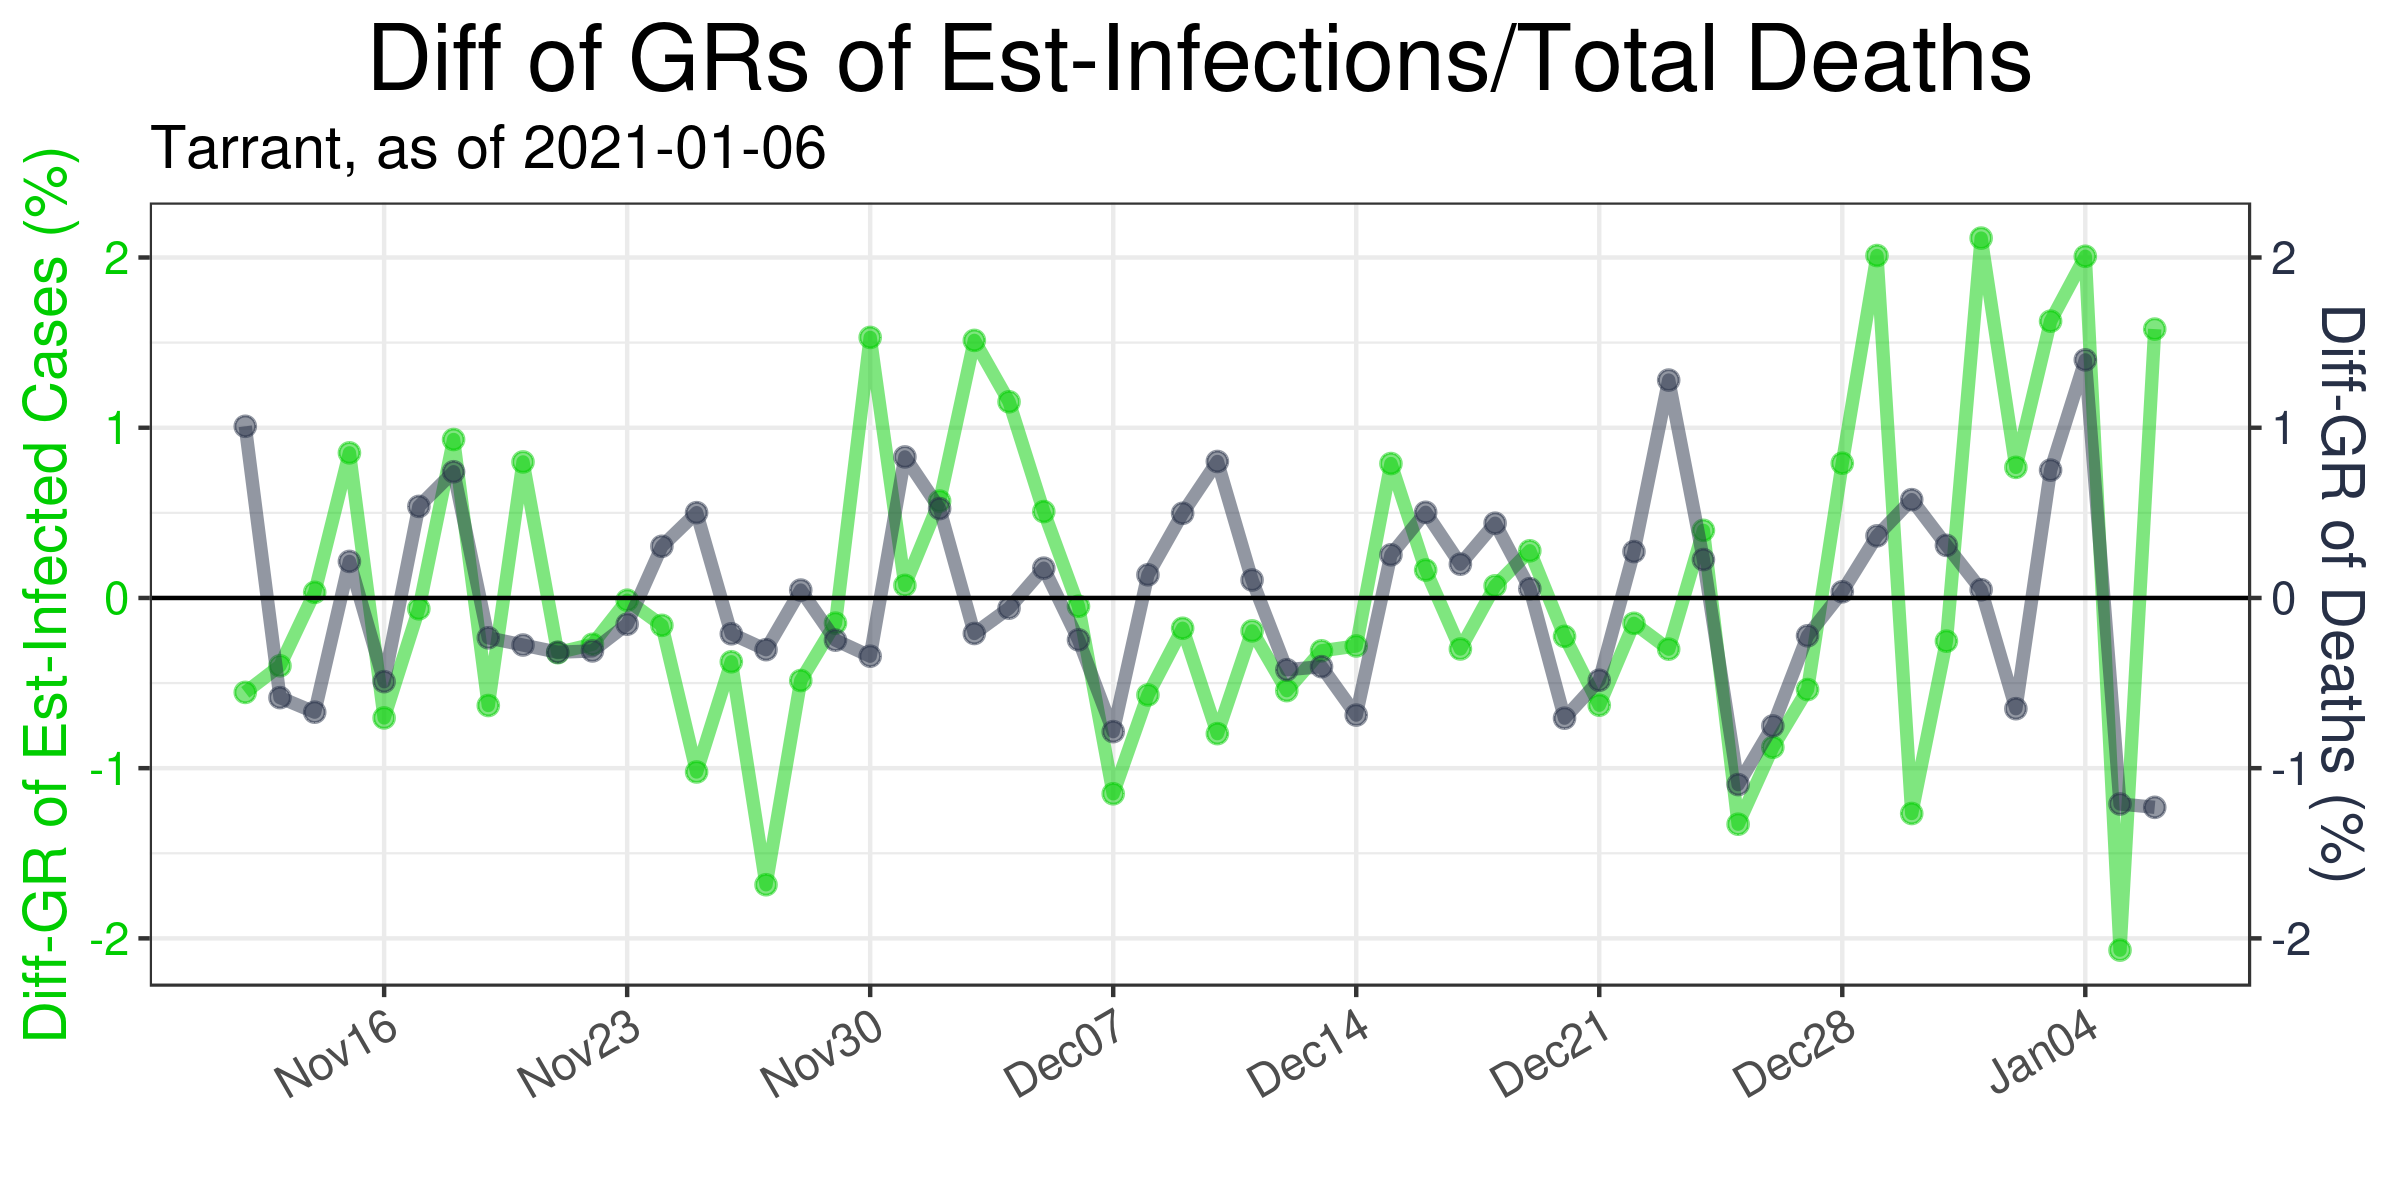 Diff of GRs of Est-Infections/Total Deaths
Tarrant, as of 2021-01-06
Diff-GR of Est-Infected Cases (%)
2
1
0
-1
-2
2
1
0
-1
-2
Diff-GR of Deaths (%)
Nov16
Nov23
Nov30
Dec07
Dec14
Dec21
Dec28
Jan04